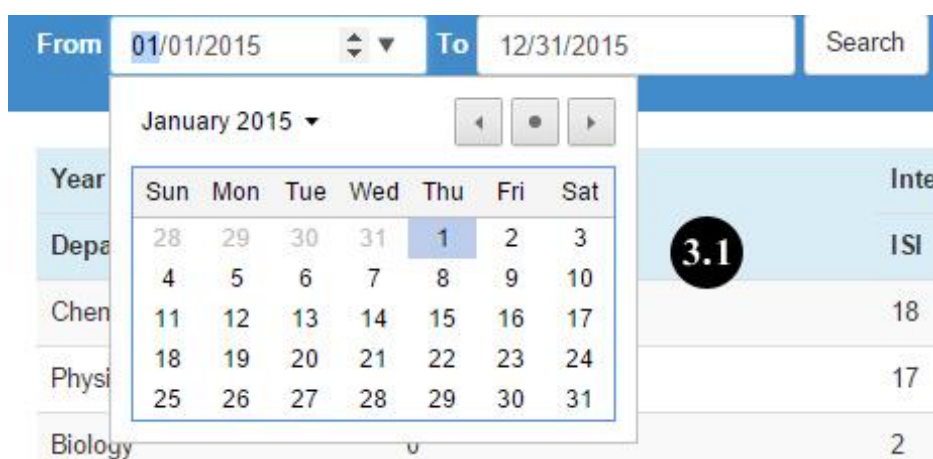 From 01/01/2015 To 12/31/2015 Search
January 2015
Year Inte
Sun Mon Tue Wed Thu Fri Sat
Depa 28 29 30 31 1 2 3 3.1 ISI
4 5 6 7 8 9 10
Chen 11 12 13 14 15 16 17 18
18 19 20 21 22 23 24
Physi 17
25 26 27 28 29 30 31
Biology 0 2